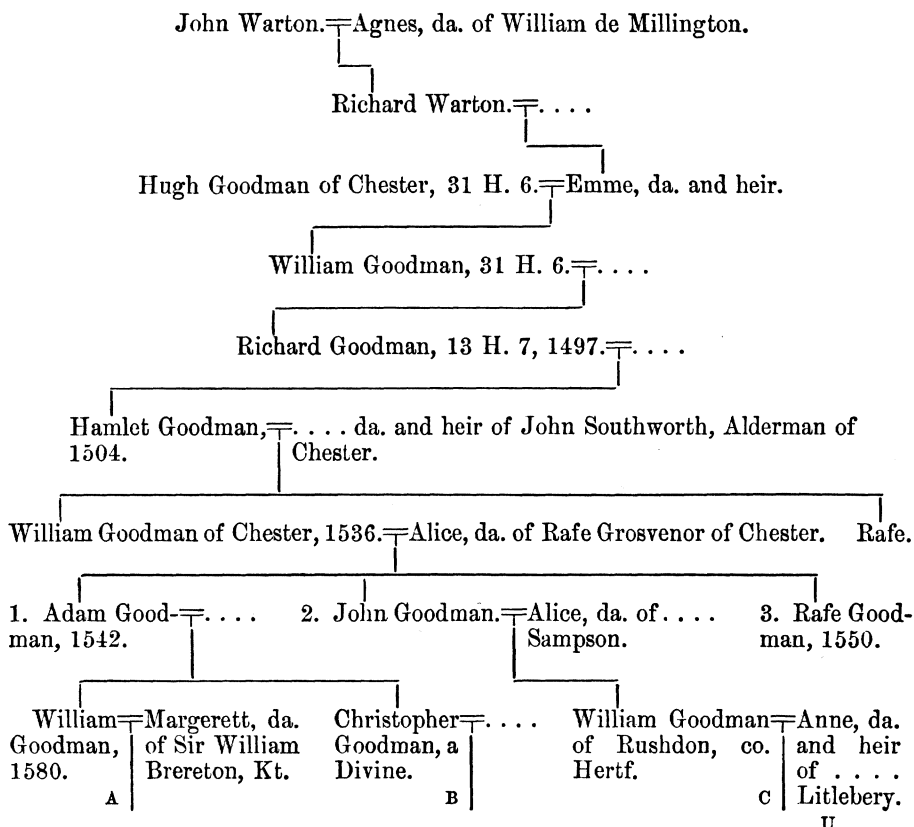 John Warton.=Agnes, da. of William de Millington.
Richard Warton.=. . . .
Hugh Goodman of Chester, 31 H. 6.=Emme, da. and heir.
William Goodman, 31 H. 6.=. . . .
Richard Goodman, 13 H. 7, 1497.=. . . .
Hamlet Goodman,=. . . . da. and heir of John Southworth, Alderman of
1504. Chester.
William Goodman of Chester, 1536.=Alice, da. of Rafe Grosvenor of Chester. Rafe.
1. Adam Good-=. . . . 2. John Goodman.=Alice, da. of . . . . 3. Rafe Good-
man, 1542. Sampson. man, 1550.
William=Margerett, da. Christopher=. . . . William Goodman=Anne, da.
Goodman, of Sir William Goodman, a of Rushdon, co. and heir
1580. Brereton, Kt. Divine. Hertf. of . . . .
A B C Litlebery.
U